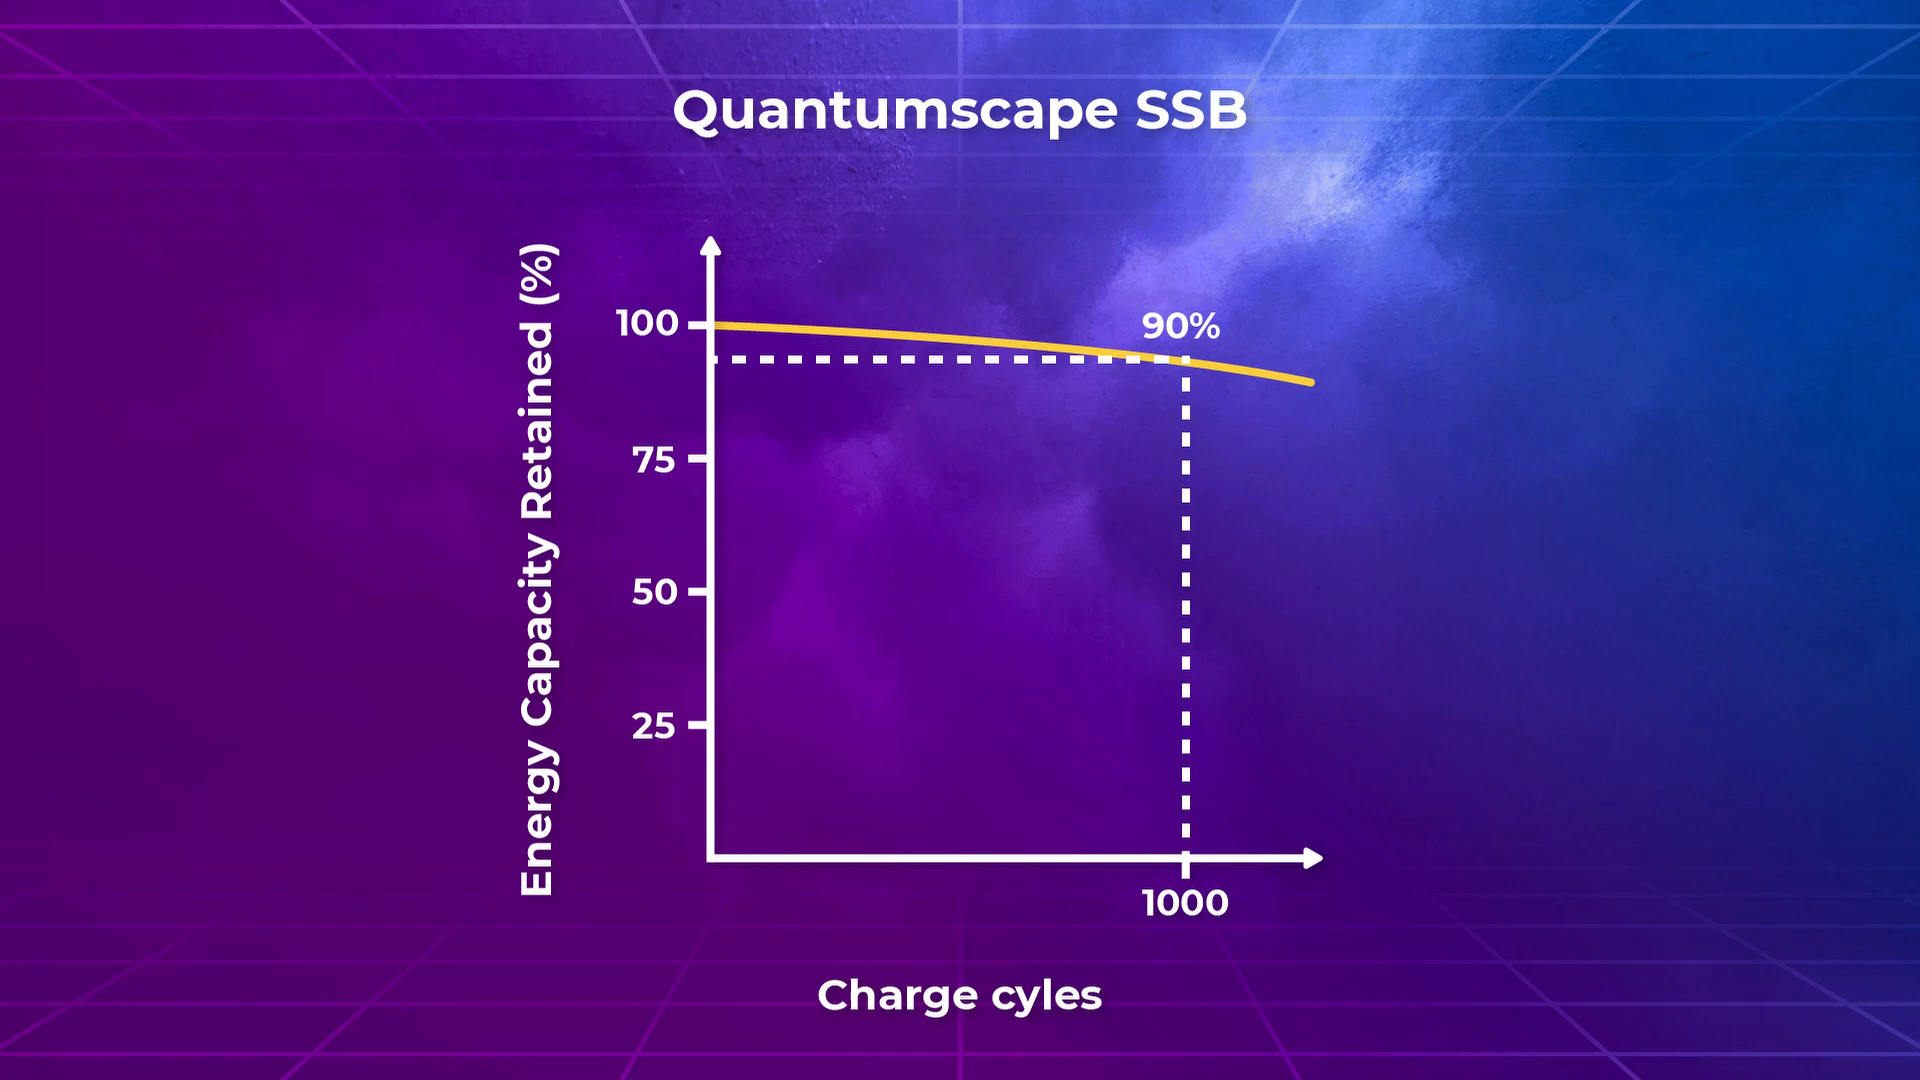 Quantumscape SSB
Energy Capacity Retained (%)
100
90%
75
50
25
1000
Charge cyles